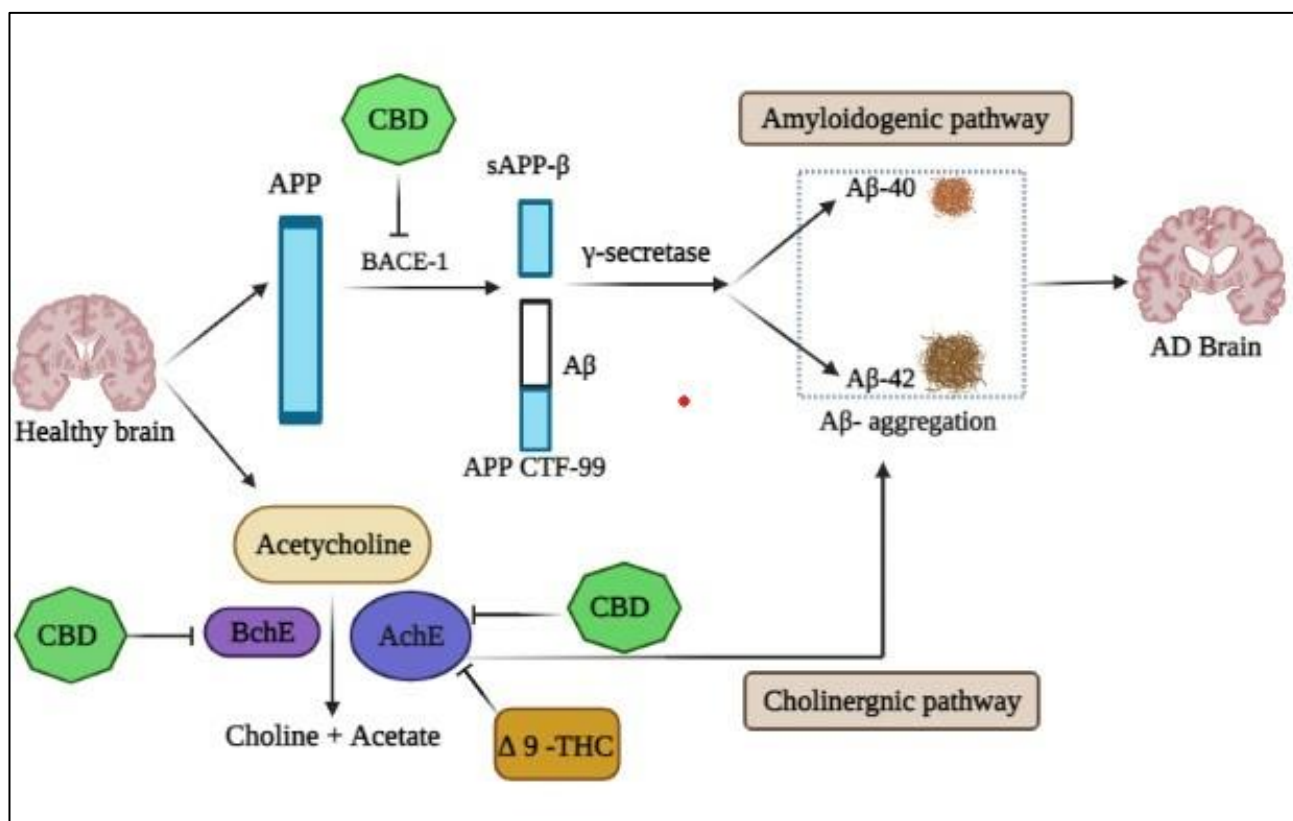 CBD
Amyloidogenic pathway
APP
sAPP-β
BACE-1
γ-secretase
Aβ-40
Aβ
Aβ-42
Aβ- aggregation
AD Brain
Healthy brain
APP CTF-99
Acetycholine
CBD
BchE
AchE
CBD
Cholinergnic pathway
Choline + Acetate
Δ 9 -THC